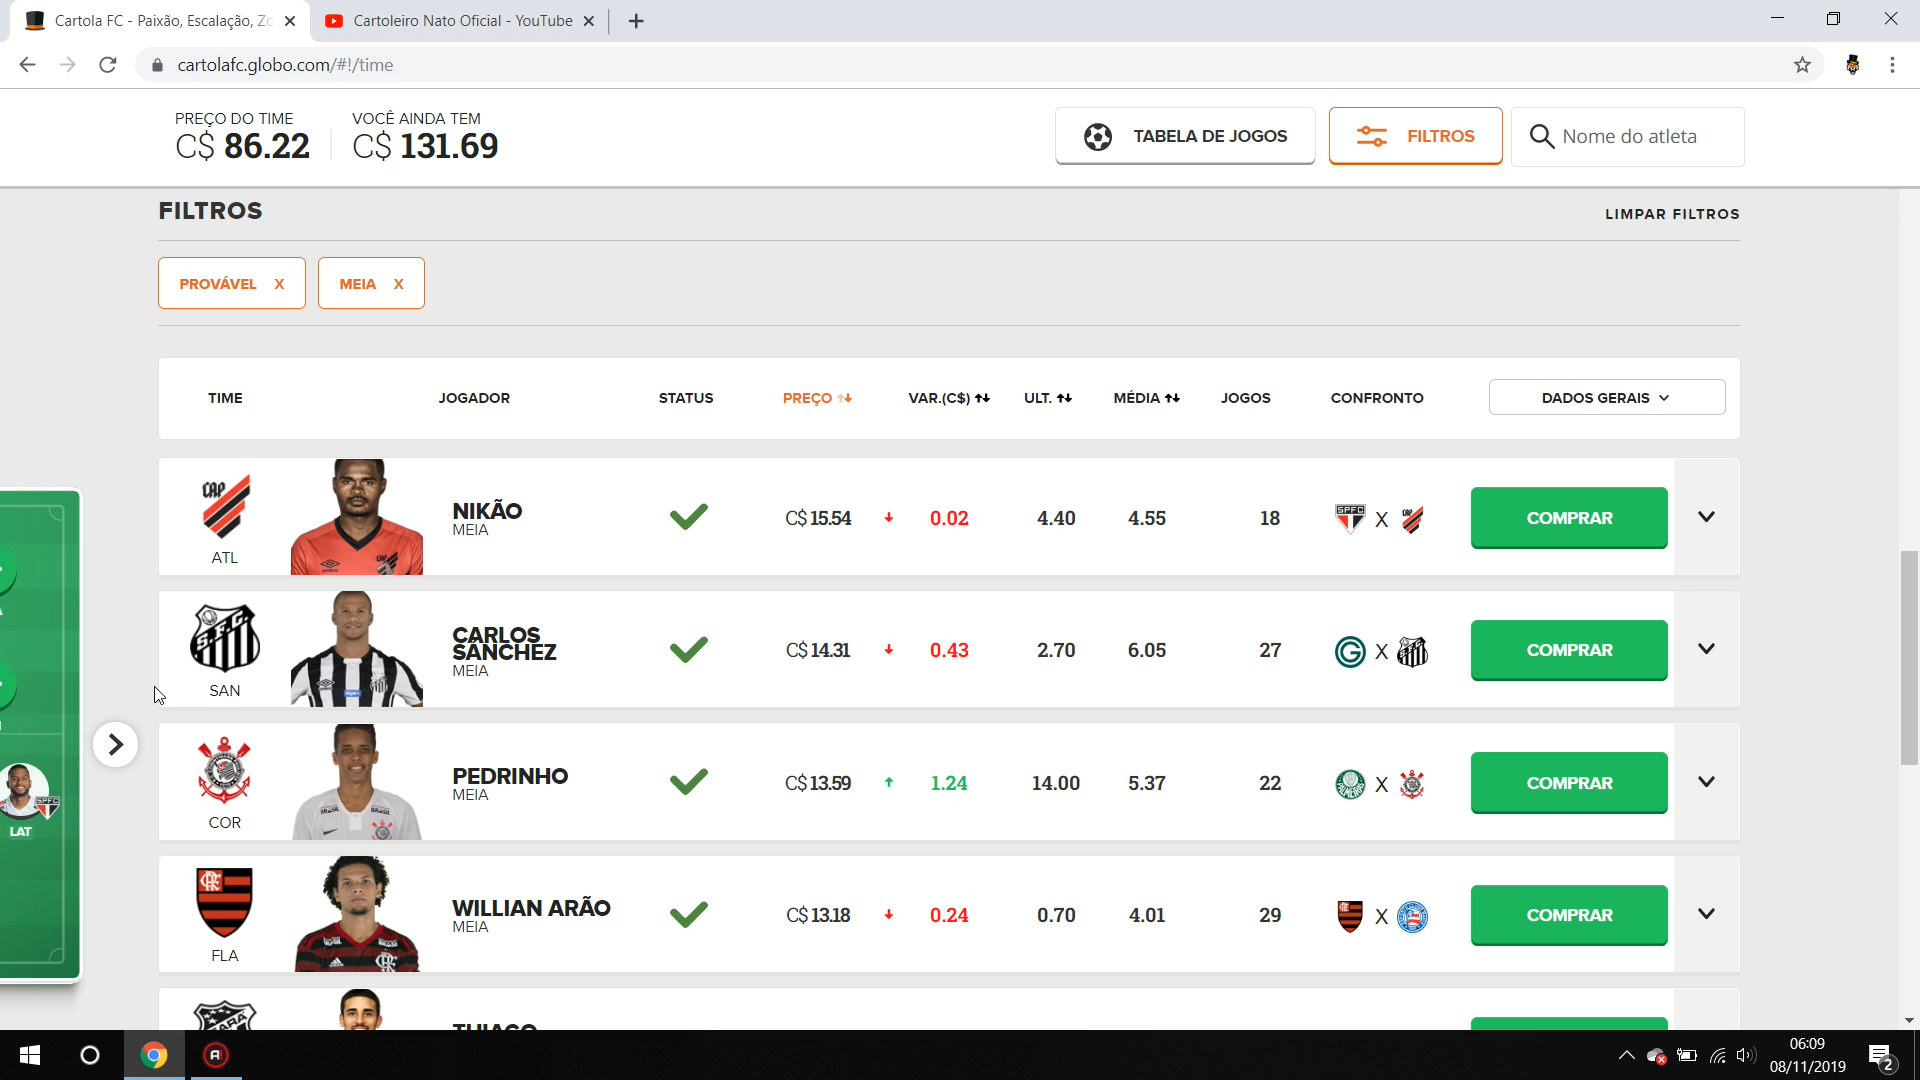 Cartola FC - Paixão, Escalação, Zo
Cartoleiro Nato Oficial - YouTube
cartolafc.globo.com/#!/time
PREÇO DO TIME
C$ 86.22
VOCÊ AINDA TEM
C$ 131.69
TABELA DE JOGOS
FILTROS
Nome do atleta
FILTROS
LIMPAR FILTROS
PROVÁVEL X
MEIA X
TIME JOGADOR STATUS PREÇO VAR.(C$) ULT. MÉDIA JOGOS CONFRONTO DADOS GERAIS
ATL
NIKÃO
MEIA
C$ 15.54 0.02 4.40 4.55 18 X COMPRAR
SAN
CARLOS
SÁNCHEZ
MEIA
C$ 14.31 0.43 2.70 6.05 27 X COMPRAR
COR
PEDRINHO
MEIA
C$ 13.59 1.24 14.00 5.37 22 X COMPRAR
FLA
WILLIAN ARÃO
MEIA
C$ 13.18 0.24 0.70 4.01 29 X COMPRAR
THIAGO
LAT
06:09
08/11/2019
2